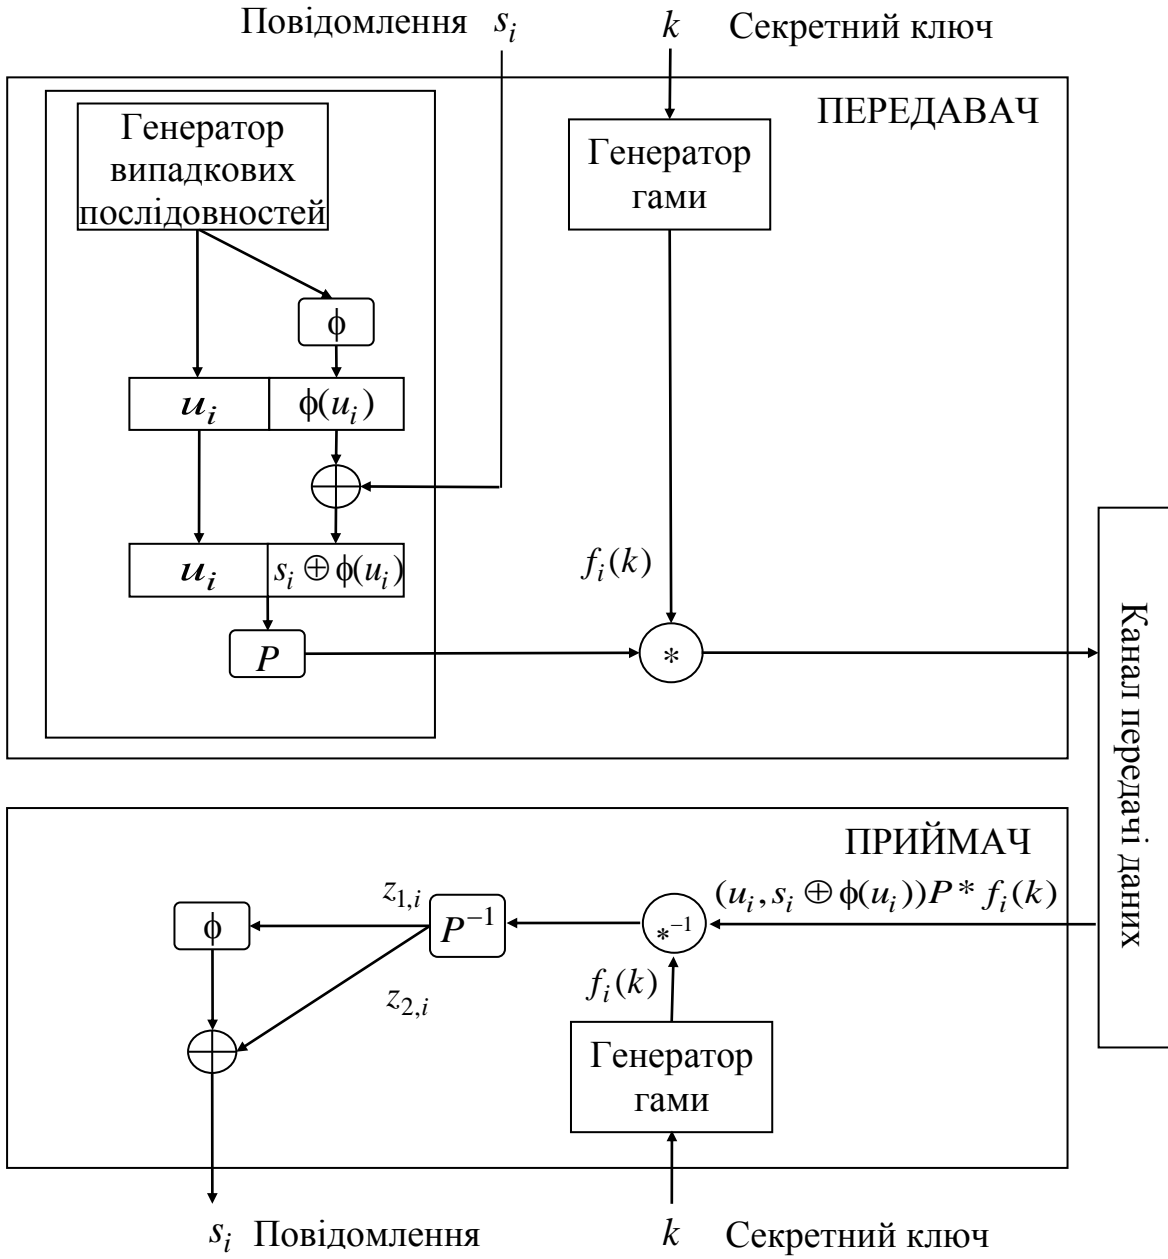 Повідомлення s_i k Секретний ключ
ПЕРЕДАВАЧ
Генератор
випадкових
послідовностей
Генератор
гами
ϕ
u_i ϕ(u_i)
u_i s_i ⊕ ϕ(u_i)
f_i(k)
P
*
Канал передачі даних
ПРИЙМАЧ
(u_i, s_i ⊕ ϕ(u_i))P * f_i(k)
*⁻¹
P⁻¹
z_{1,i}
ϕ
z_{2,i}
f_i(k)
Генератор
гами
s_i Повідомлення k Секретний ключ